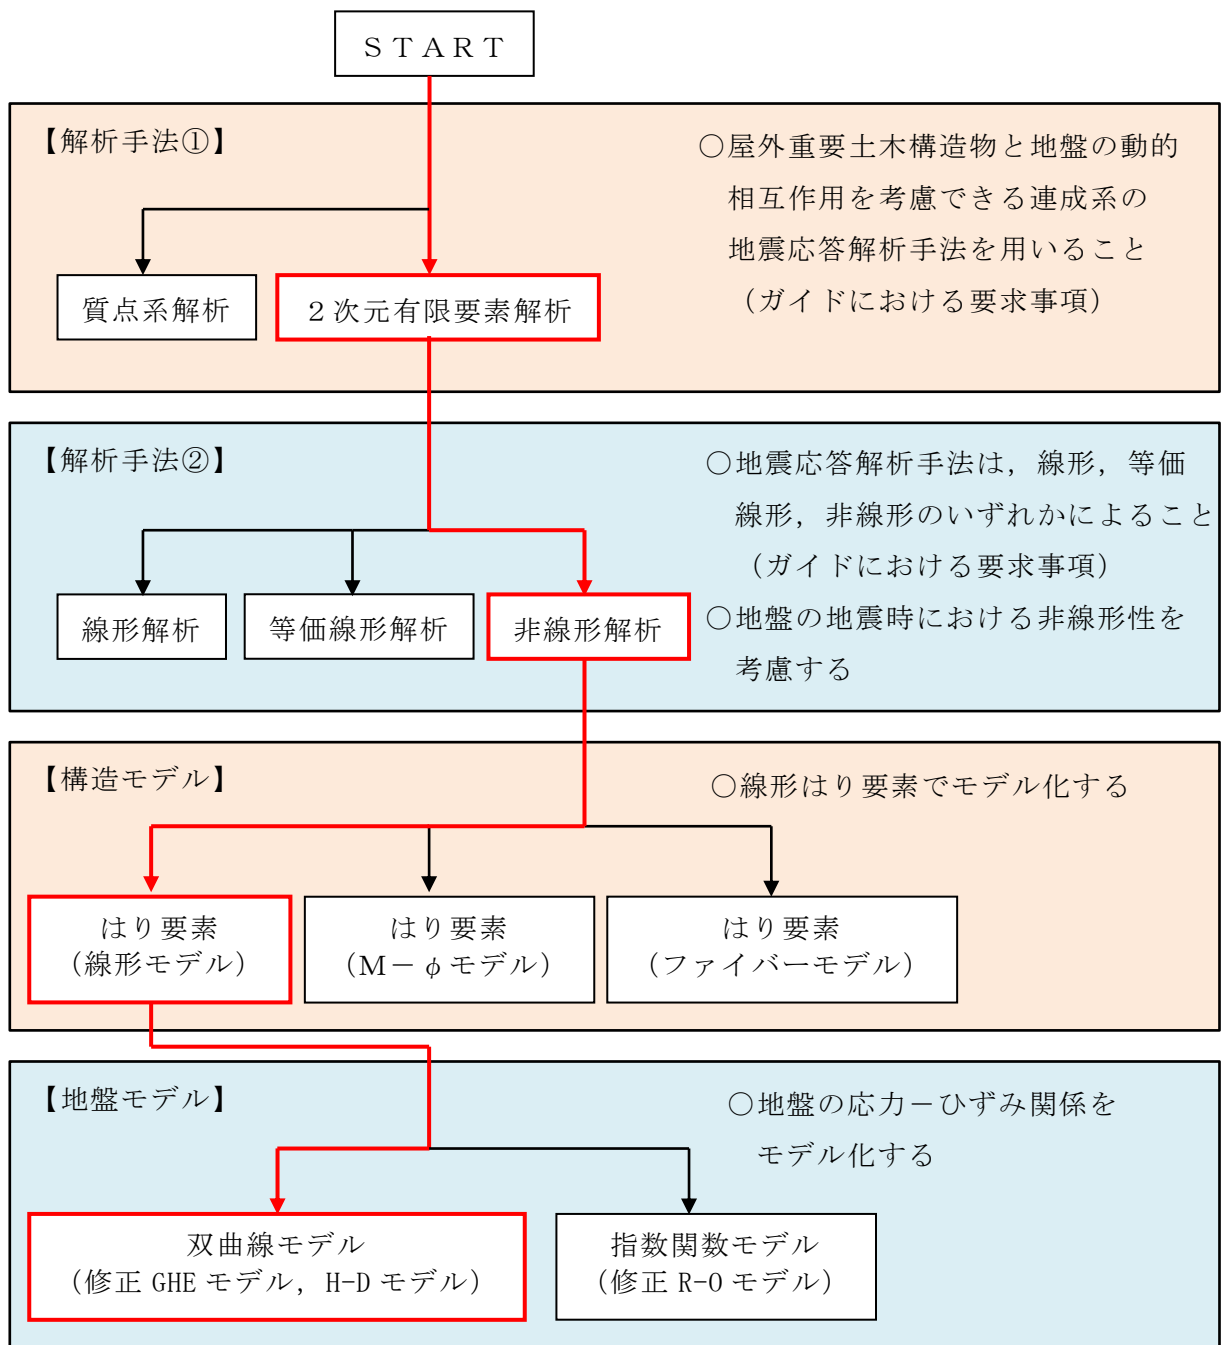 ＳＴＡＲＴ
【解析手法①】
○屋外重要土木構造物と地盤の動的
相互作用を考慮できる連成系の
地震応答解析手法を用いること
（ガイドにおける要求事項）
質点系解析
２次元有限要素解析
【解析手法②】
○地震応答解析手法は，線形，等価
線形，非線形のいずれかによること
（ガイドにおける要求事項）
○地盤の地震時における非線形性を
考慮する
線形解析
等価線形解析
非線形解析
【構造モデル】
○線形はり要素でモデル化する
はり要素
（線形モデル）
はり要素
（Ｍ－φモデル）
はり要素
（ファイバーモデル）
【地盤モデル】
○地盤の応力－ひずみ関係を
モデル化する
双曲線モデル
（修正 GHE モデル，H-D モデル）
指数関数モデル
（修正 R-O モデル）